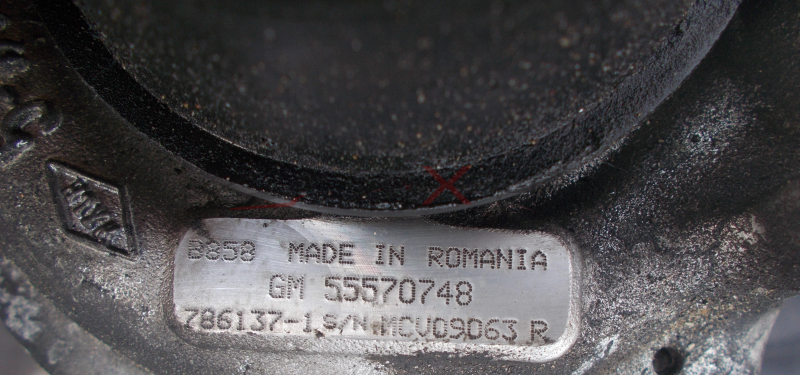 B858 MADE IN ROMANIA
GM 55570748
786137-1 S/N MCV09063 R